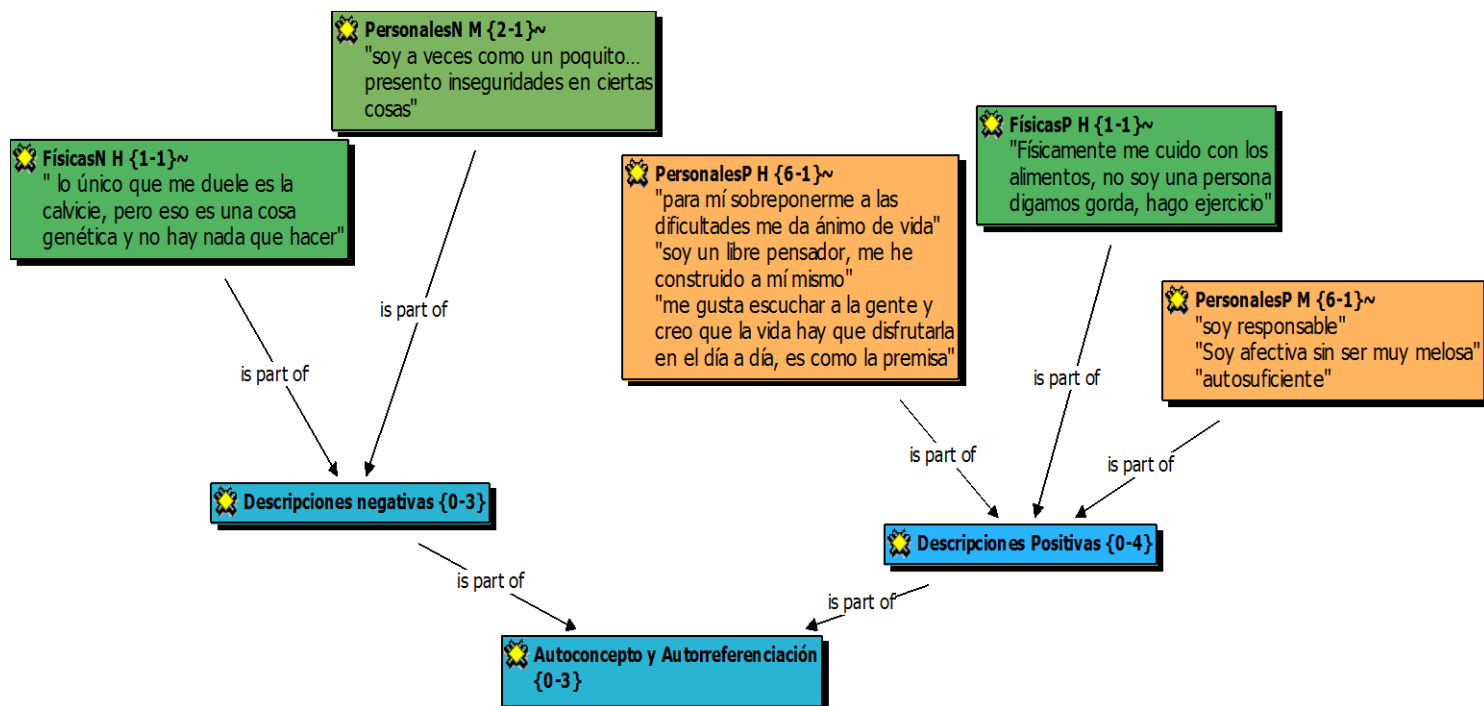 PersonalesN M {2-1}~
"soy a veces como un poquito...
presento inseguridades en ciertas
cosas"
FísicasN H {1-1}~
" lo único que me duele es la
calvicie, pero eso es una cosa
genética y no hay nada que hacer"
PersonalesP H {6-1}~
"para mí sobreponerme a las
dificultades me da ánimo de vida"
"soy un libre pensador, me he
construido a mí mismo"
"me gusta escuchar a la gente y
creo que la vida hay que disfrutarla
en el día a día, es como la premisa"
FísicasP H {1-1}~
"Físicamente me cuido con los
alimentos, no soy una persona
digamos gorda, hago ejercicio"
PersonalesP M {6-1}~
"soy responsable"
"Soy afectiva sin ser muy melosa"
"autosuficiente"
is part of
is part of
is part of
is part of
is part of
Descripciones negativas {0-3}
Descripciones Positivas {0-4}
is part of
is part of
Autoconcepto y Autorreferenciación
{0-3}